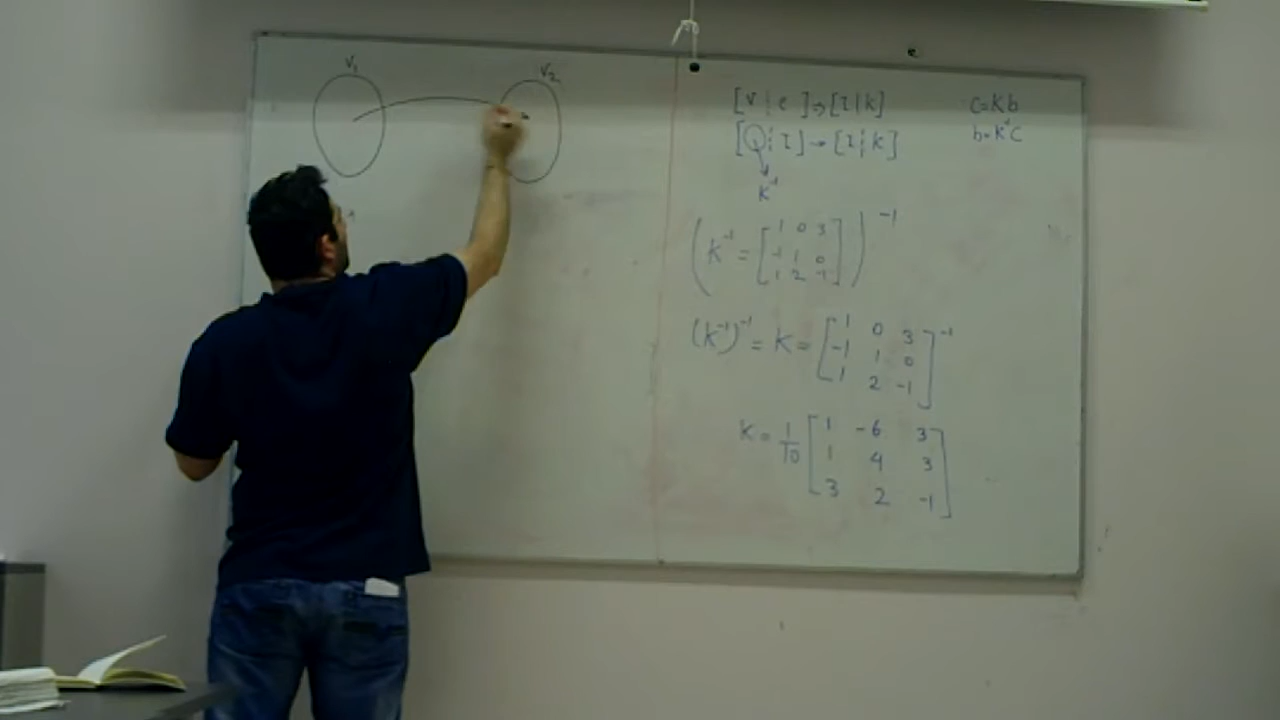 V₁ V₂
[V | e ] ⇒ [I | K]
C=Kb
[Q ¦ I] → [I ¦ K]
b=K⁻¹C
K⁻¹
( K⁻¹ = [ 1 0 3
-1 1 0
1 2 -1 ] )⁻¹
(K⁻¹)⁻¹ = K = [ 1 0 3
-1 1 0
1 2 -1 ]⁻¹
K = 1/10 [ 1 -6 3
1 4 3
3 2 -1 ]